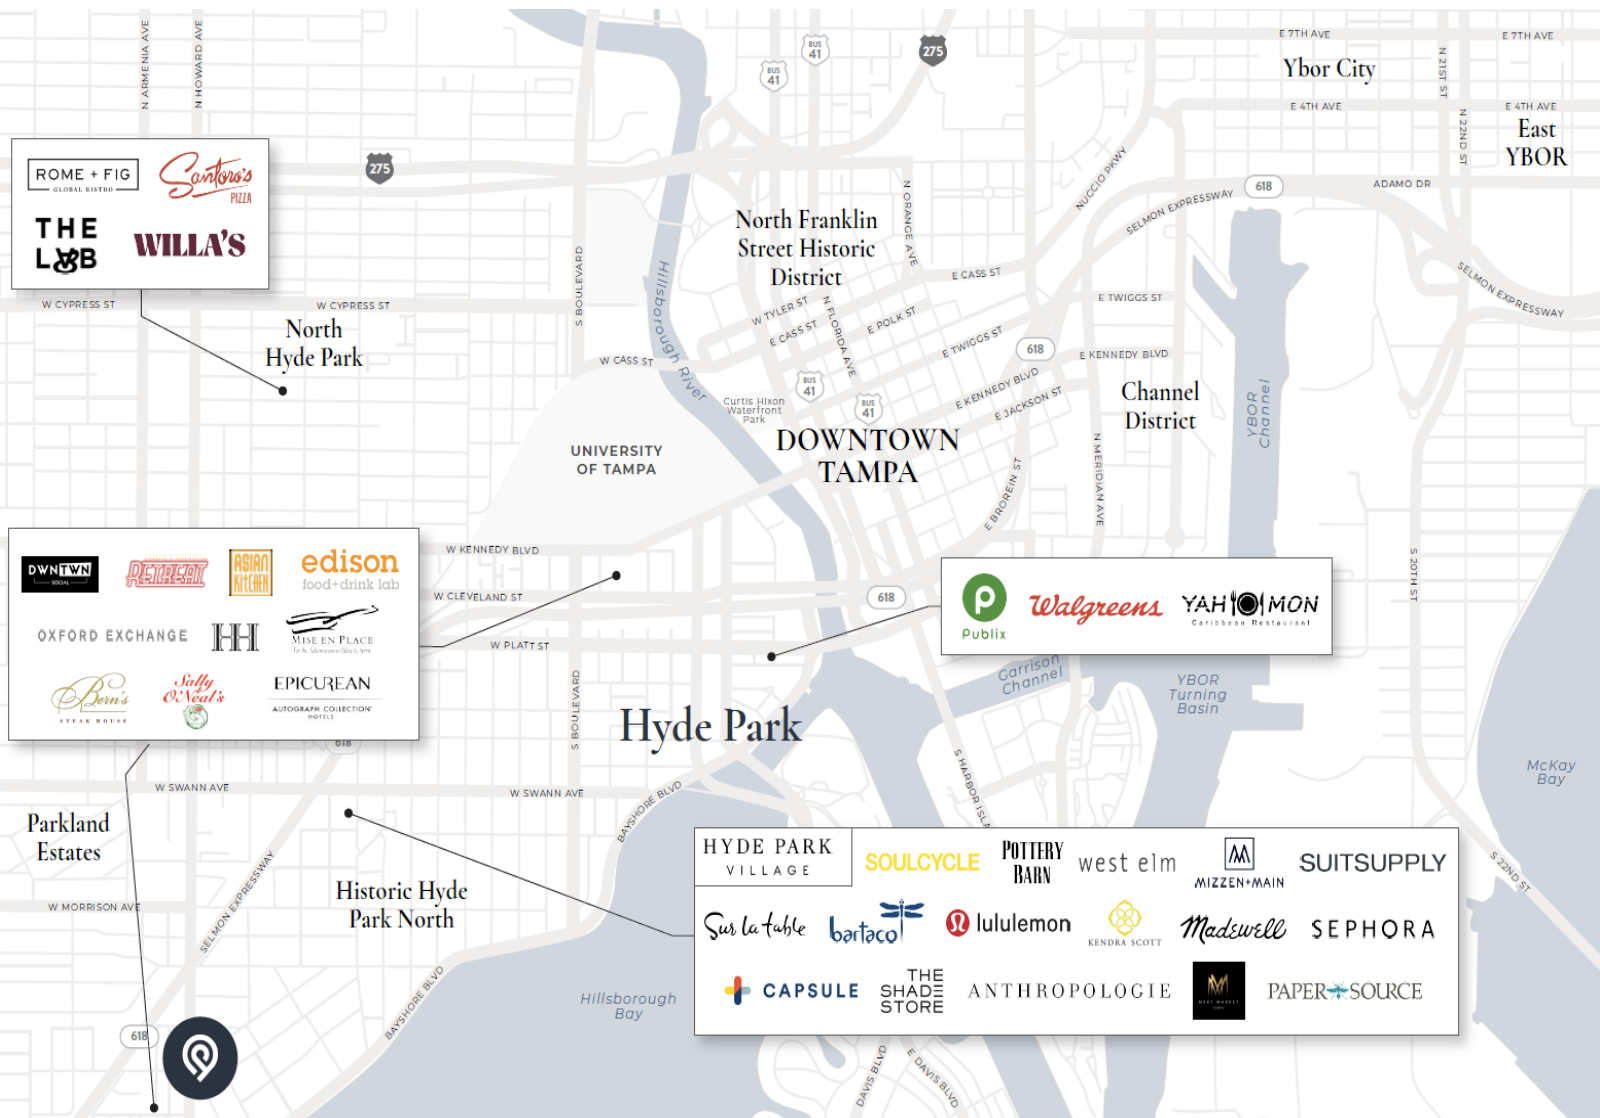 N ARMENIA AVE
N HOWARD AVE
BUS
41
BUS
41
275
E 7TH AVE
E 7TH AVE
Ybor City
N 21ST ST
E 4TH AVE
E 4TH AVE
N 22ND ST
East
YBOR
275
NUCCIO PKWY
618
ADAMO DR
SELMON EXPRESSWAY
ROME + FIG
GLOBAL BISTRO
Santoro's
PIZZA
THE
LAB
WILLA'S
N ORANGE AVE
North Franklin
Street Historic
District
S BOULEVARD
Hillsborough River
E CASS ST
SELMON EXPRESSWAY
W CYPRESS ST
W CYPRESS ST
E TWIGGS ST
North
Hyde Park
W TYLER ST
E CASS ST
N FLORIDA AVE
E POLK ST
E TWIGGS ST
618
E KENNEDY BLVD
W CASS ST
BUS
41
BUS
41
E KENNEDY BLVD
E JACKSON ST
Channel
District
YBOR
Channel
Curtis Hixon
Waterfront
Park
DOWNTOWN
TAMPA
UNIVERSITY
OF TAMPA
N MERIDIAN AVE
E BROREIN ST
S 20TH ST
DWNTWN
SOCIAL
RETREAT
ASIAN
KITCHEN
edison
food+drink lab
OXFORD EXCHANGE
MISE EN PLACE
Bern's
STEAK HOUSE
Sally
O'Neal's
EPICUREAN
AUTOGRAPH COLLECTION
HOTELS
W KENNEDY BLVD
W CLEVELAND ST
W PLATT ST
618
Publix
Walgreens
YAH MON
Caribbean Restaurant
Garrison
Channel
YBOR
Turning
Basin
S BOULEVARD
Hyde Park
618
McKay
Bay
S HARBOR ISLA
W SWANN AVE
W SWANN AVE
BAYSHORE BLVD
Parkland
Estates
Historic Hyde
Park North
W MORRISON AVE
SELMON EXPRESSWAY
S 22ND ST
HYDE PARK
VILLAGE
SOULCYCLE
POTTERY
BARN
west elm
MIZZEN+MAIN
SUITSUPPLY
Sur la table
bartaco
lululemon
KENDRA SCOTT
Madewell
SEPHORA
CAPSULE
THE
SHADE
STORE
ANTHROPOLOGIE
MEAT MARKET
PAPER SOURCE
Hillsborough
Bay
BAYSHORE BLVD
618
DAVIS BLVD
E DAVIS BLVD